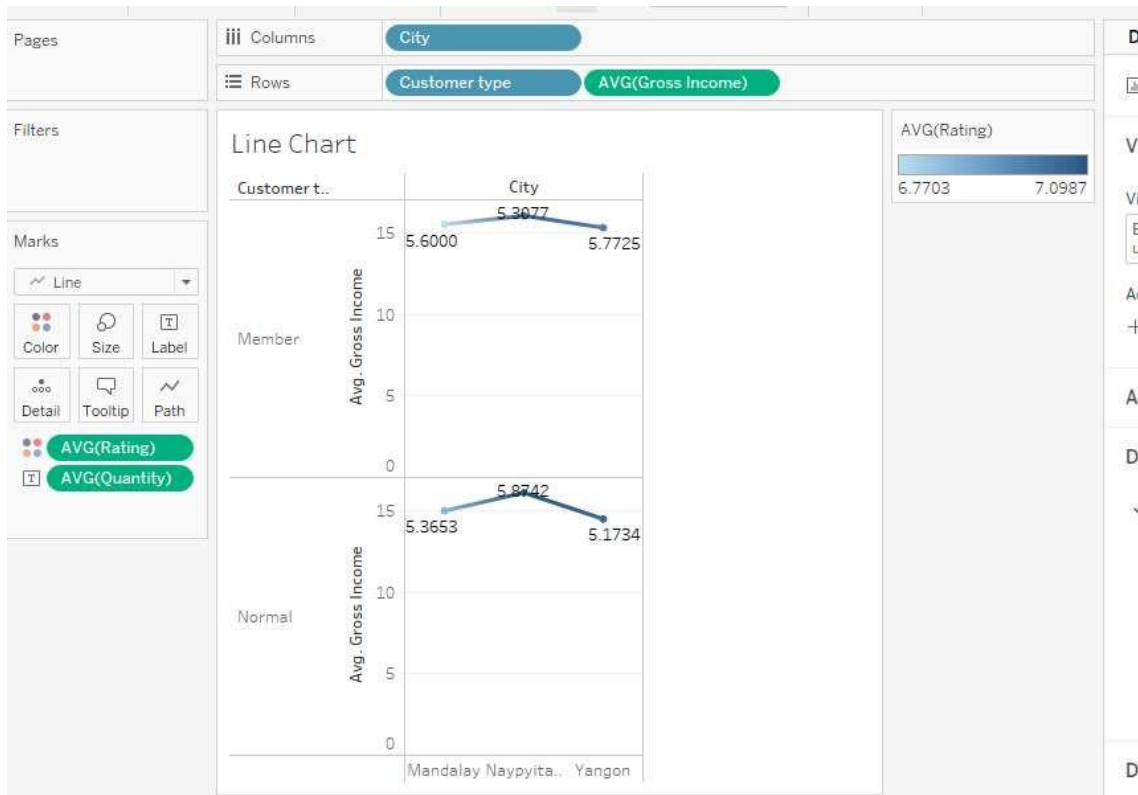 Pages
Columns
City
Rows
Customer type
AVG(Gross Income)
Filters
Marks
Line
Color
Size
Label
Detail
Tooltip
Path
AVG(Rating)
T
AVG(Quantity)
Line Chart
Customer t..
City
Member
Avg. Gross Income
15
10
5
0
5.6000
5.3077
5.7725
Normal
Avg. Gross Income
15
10
5
0
5.3653
5.8742
5.1734
Mandalay Naypyita.. Yangon
AVG(Rating)
6.7703 7.0987
D
V
Vi
A
D
D